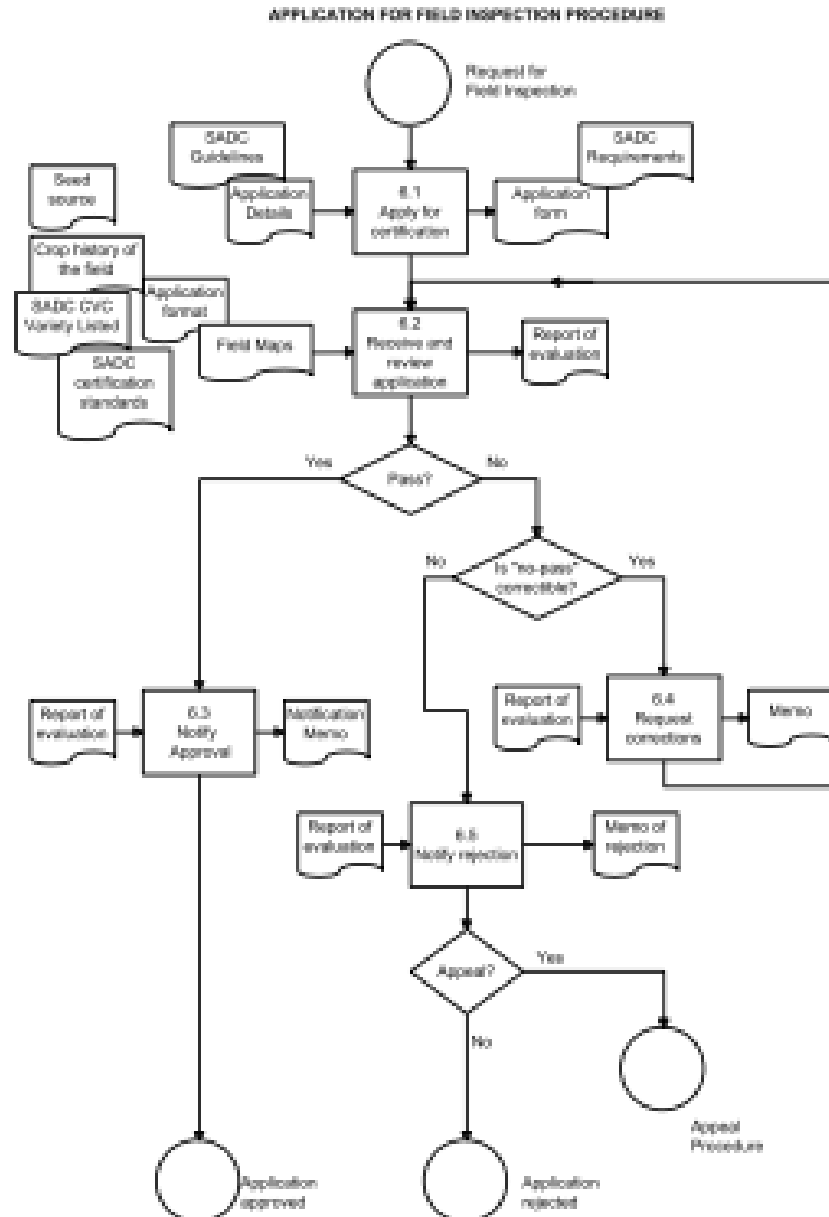 APPLICATION FOR FIELD INSPECTION PROCEDURE
Request for
Field Inspection
SADC
Guidelines
SADC
Requirements
Seed
source
Application
Details
6.1
Apply for
certification
Application
form
Crop history of
the field
Application
format
SADC CVC
Variety Listed
Field Maps
6.2
Receive and
review
application
Report of
evaluation
SADC
certification
standards
Yes
No
Pass?
No
Is "no-pass"
correctible?
Yes
Report of
evaluation
6.3
Notify
Approval
Notification
Memo
Report of
evaluation
6.4
Request
corrections
Memo
Report of
evaluation
6.5
Notify rejection
Memo of
rejection
Appeal?
Yes
No
Appeal
Procedure
Application
approved
Application
rejected